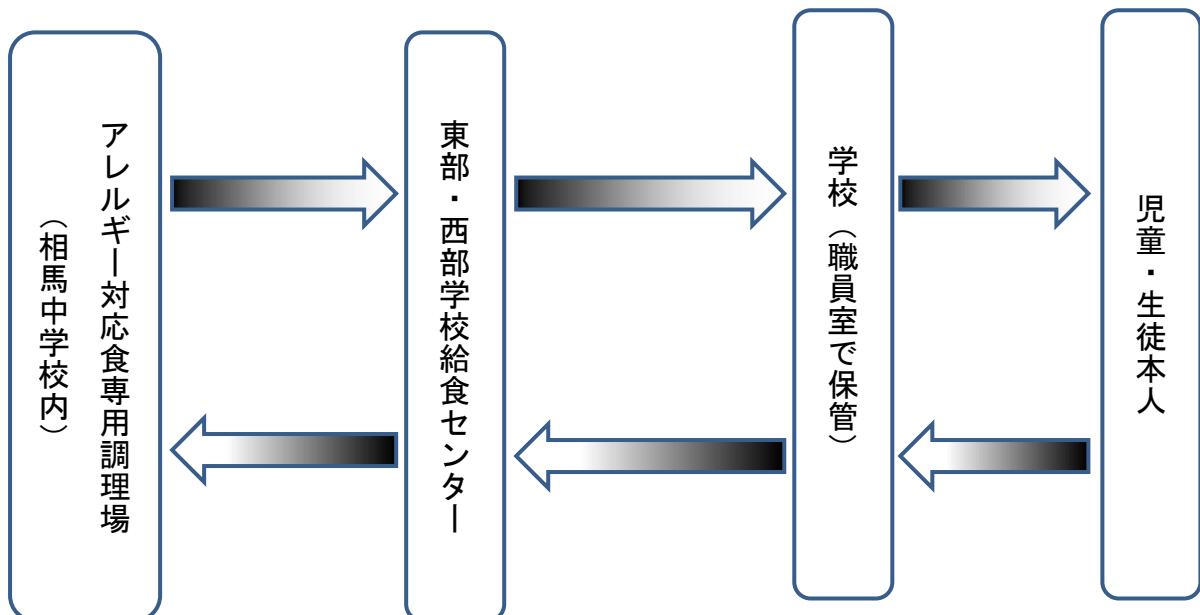 アレルギー対応食専用調理場
（相馬中学校内）
東部・西部学校給食センター
学校（職員室で保管）
児童・生徒本人